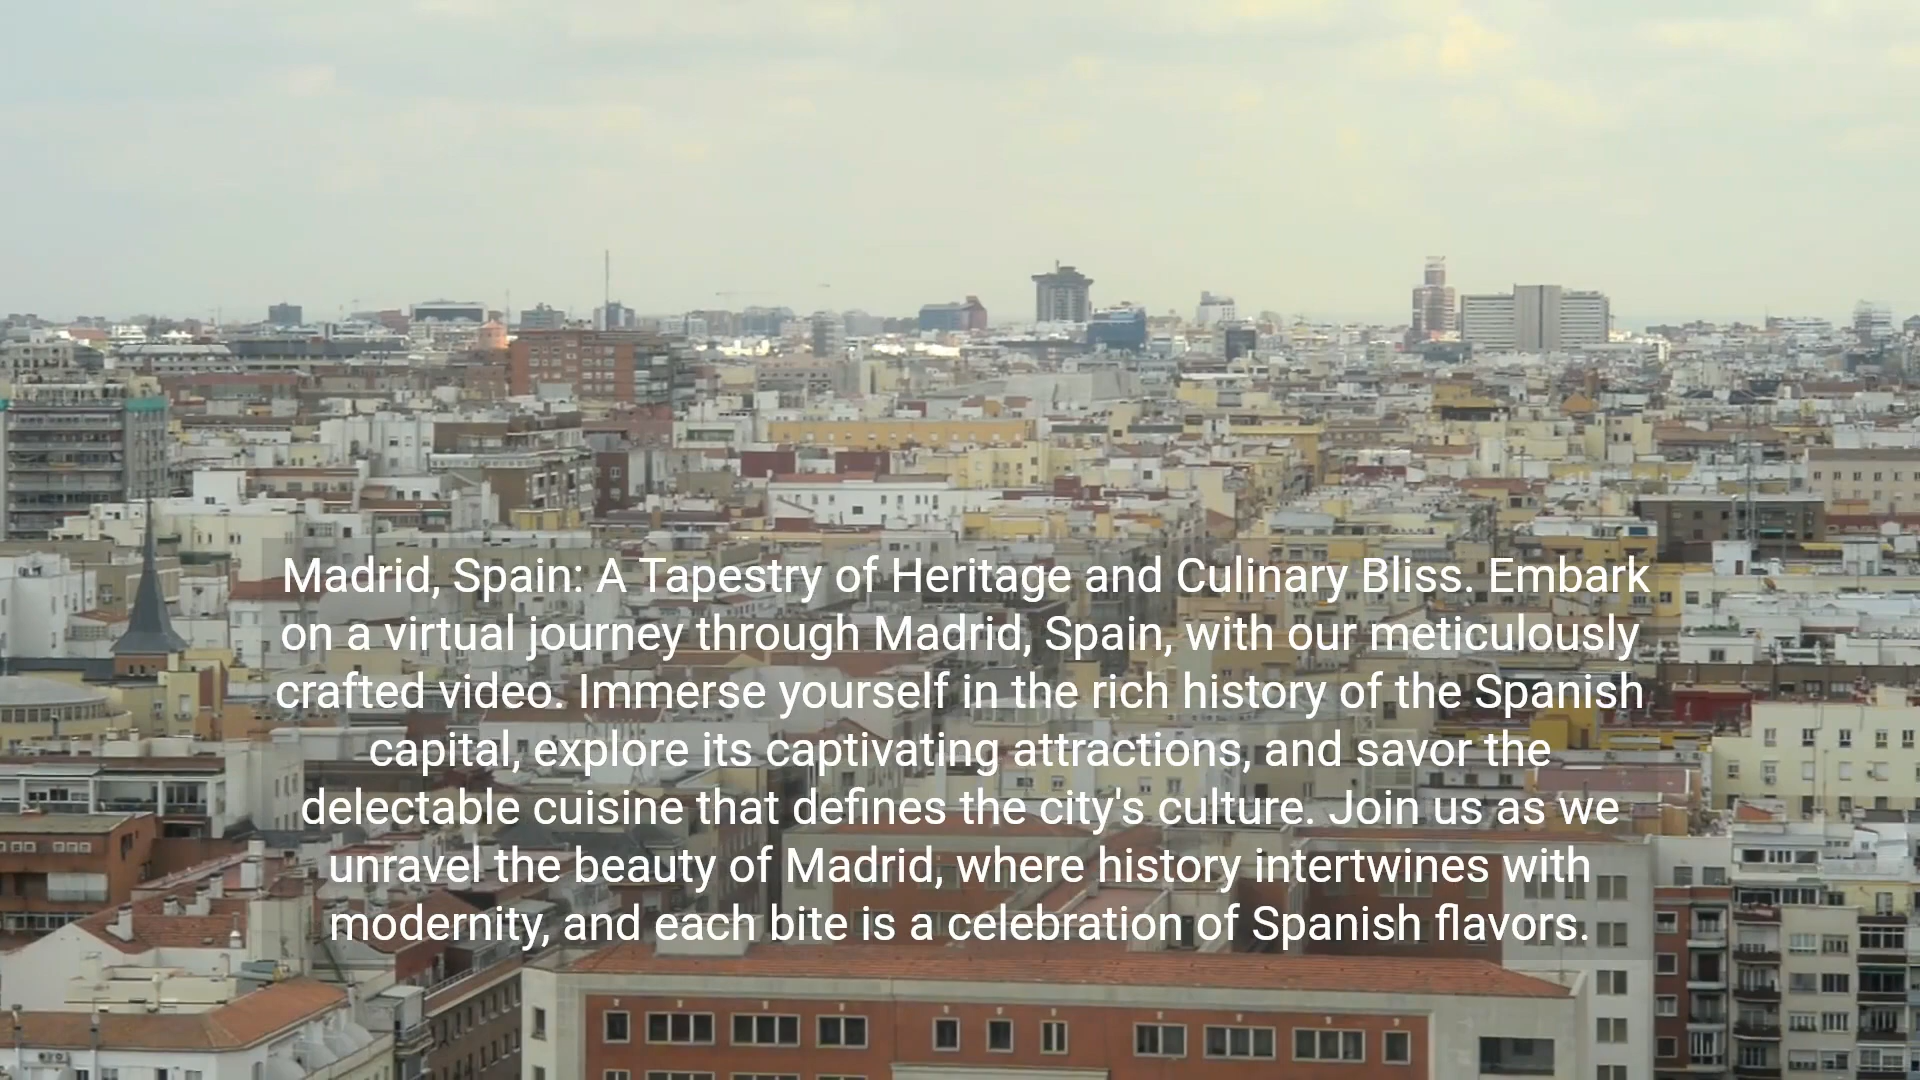 Madrid, Spain: A Tapestry of Heritage and Culinary Bliss. Embark
on a virtual journey through Madrid, Spain, with our meticulously
crafted video. Immerse yourself in the rich history of the Spanish
capital, explore its captivating attractions, and savor the
delectable cuisine that defines the city's culture. Join us as we
unravel the beauty of Madrid, where history intertwines with
modernity, and each bite is a celebration of Spanish flavors.